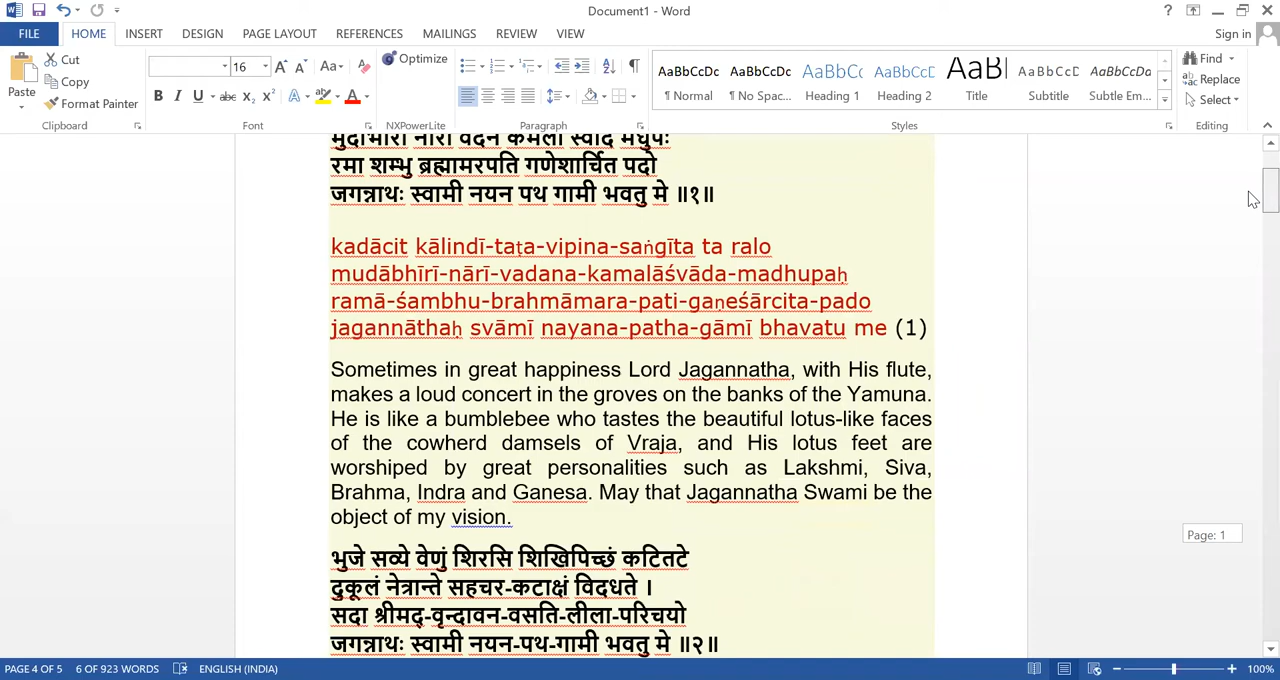 Document1 - Word
Sign in
FILE HOME INSERT DESIGN PAGE LAYOUT REFERENCES MAILINGS REVIEW VIEW
Paste
Cut
Copy
Format Painter
Clipboard
16
Font
Optimize
NXPowerLite
Paragraph
AaBbCcDc AaBbCcDc AaBbCc AaBbCcD AaB AaBbCcD AaBbCcDa
¶ Normal ¶ No Spac... Heading 1 Heading 2 Title Subtitle Subtle Em...
Styles
Find
Replace
Select
Editing
रमा शम्भु ब्रह्मामरपति गणेशार्चित पदो
जगन्नाथः स्वामी नयन पथ गामी भवतु मे ॥१॥
kadācit kālindī-taṭa-vipina-saṅgīta ta ralo
mudābhīrī-nārī-vadana-kamalāśvāda-madhupaḥ
ramā-śambhu-brahmāmara-pati-gaṇeśārcita-pado
jagannāthaḥ svāmī nayana-patha-gāmī bhavatu me (1)
Sometimes in great happiness Lord Jagannatha, with His flute,
makes a loud concert in the groves on the banks of the Yamuna.
He is like a bumblebee who tastes the beautiful lotus-like faces
of the cowherd damsels of Vraja, and His lotus feet are
worshiped by great personalities such as Lakshmi, Siva,
Brahma, Indra and Ganesa. May that Jagannatha Swami be the
object of my vision.
भुजे सव्ये वेणुं शिरसि शिखिपिच्छं कटितटे
दुकूलं नेत्रान्ते सहचर-कटाक्षं विदधते ।
सदा श्रीमद्-वृन्दावन-वसति-लीला-परिचयो
जगन्नाथः स्वामी नयन-पथ-गामी भवतु मे ॥२॥
Page: 1
PAGE 4 OF 5 6 OF 923 WORDS ENGLISH (INDIA) 100%